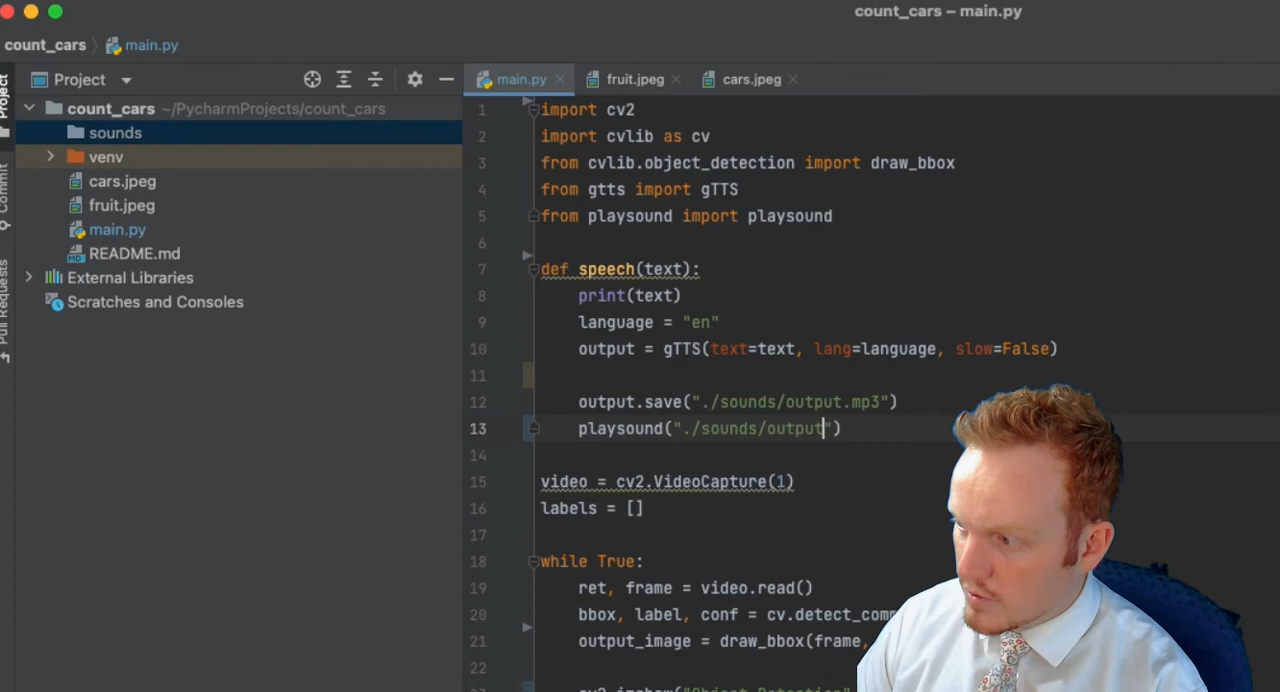 count_cars – main.py
count_cars main.py
Project
Commit
Pull Requests
Project
count_cars ~/PycharmProjects/count_cars
sounds
venv
cars.jpeg
fruit.jpeg
main.py
README.md
External Libraries
Scratches and Consoles
main.py fruit.jpeg cars.jpeg
1 import cv2
2 import cvlib as cv
3 from cvlib.object_detection import draw_bbox
4 from gtts import gTTS
5 from playsound import playsound
6
7 def speech(text):
8 print(text)
9 language = "en"
10 output = gTTS(text=text, lang=language, slow=False)
11
12 output.save("./sounds/output.mp3")
13 playsound("./sounds/output")
14
15 video = cv2.VideoCapture(1)
16 labels = []
17
18 while True:
19 ret, frame = video.read()
20 bbox, label, conf = cv.detect_comm
21 output_image = draw_bbox(frame,
22